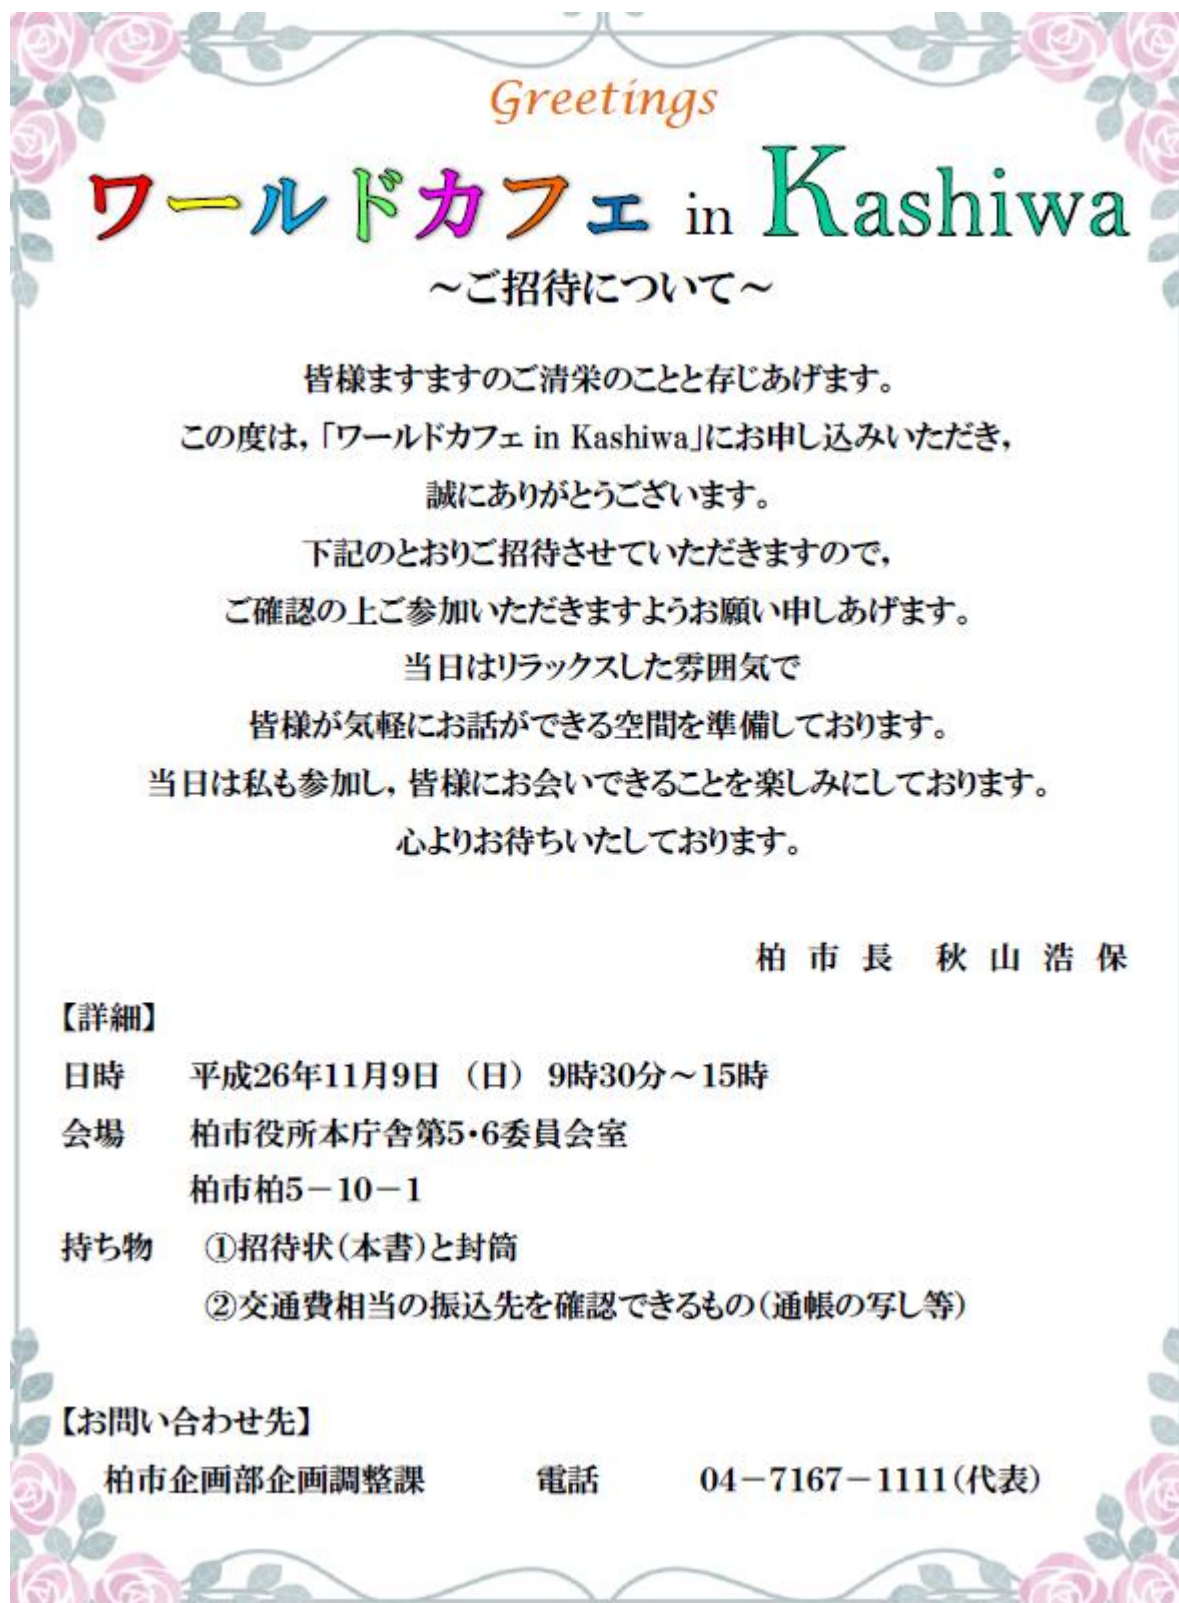 Greetings
ワールドカフェ in Kashiwa
～ご招待について～
皆様ますますのご清栄のことと存じあげます。
この度は，「ワールドカフェ in Kashiwa」にお申し込みいただき，
誠にありがとうございます。
下記のとおりご招待させていただきますので，
ご確認の上ご参加いただきますようお願い申しあげます。
当日はリラックスした雰囲気で
皆様が気軽にお話ができる空間を準備しております。
当日は私も参加し，皆様にお会いできることを楽しみにしております。
心よりお待ちいたしております。
柏 市 長　秋 山 浩 保
【詳細】
日時　平成26年11月9日（日） 9時30分～15時
会場　柏市役所本庁舎第5・6委員会室
柏市柏5－10－1
持ち物　①招待状（本書）と封筒
②交通費相当の振込先を確認できるもの（通帳の写し等）
【お問い合わせ先】
柏市企画部企画調整課　電話　04－7167－1111（代表）